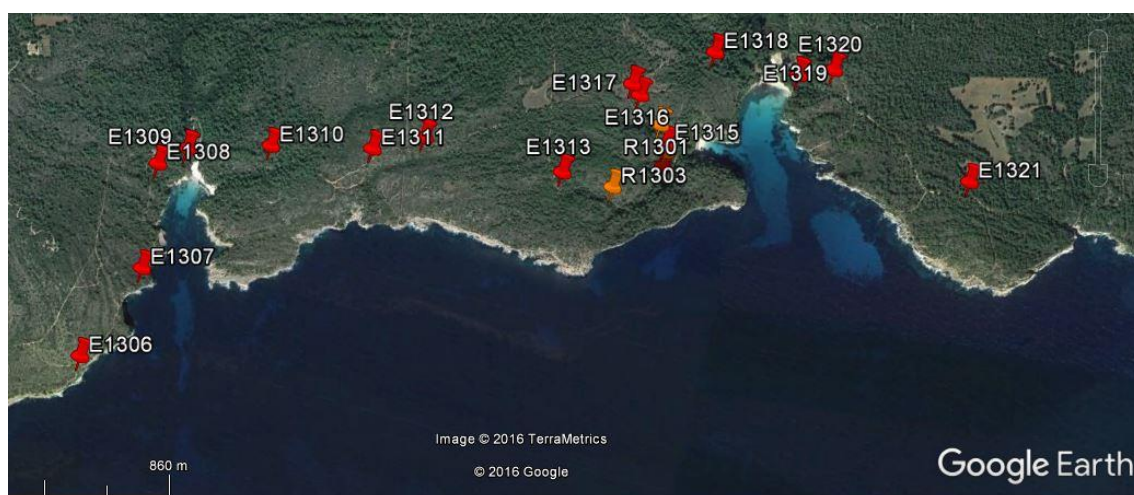 E1318
E1320
E1319
E1317
E1312
E1316
E1309
E1310
E1311
E1315
E1308
E1313
R1301
R1303
E1321
E1307
E1306
Image © 2016 TerraMetrics
860 m
© 2016 Google
Google Earth